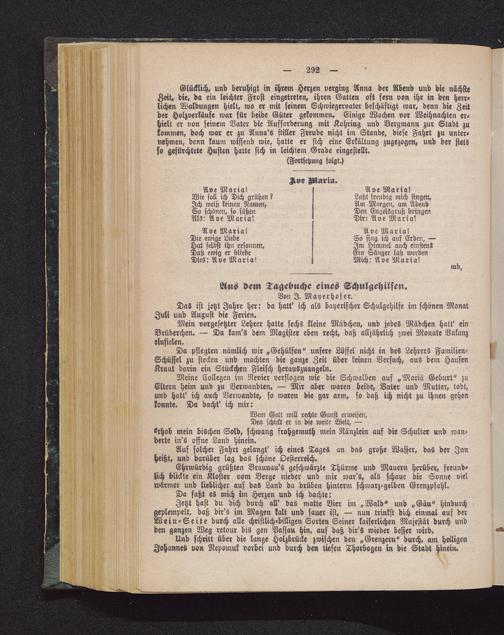 — 292 —
Glücklich, und beruhigt in ihrem Herzen verging Anna der Abend und die nächste
Zeit, die, da ein leichter Frost eingetreten, ihren Gatten oft fern von ihr in den herr-
lichen Waldungen hielt, wo er mit seinem Schwiegervater beschäftigt war, denn die Zeit
der Holzverkäufe war für beide Güter gekommen. Einige Wochen vor Weihnachten er-
hielt er von seinem Vater die Aufforderung mit Rohring und Bergmann zur Stadt zu
kommen, doch war er zu Anna's stiller Freude nicht im Stande, diese Fahrt zu unter-
nehmen, denn kaum wissend wie, hatte er sich eine Erkältung zugezogen, und der stets
so gefürchtete Husten hatte sich in leichtem Grade eingestellt.
(Fortsetzung folgt.)
Ave Maria.
Ave Maria!
Wie soll ich Dich grüßen?
Ich weiß keinen Namen,
So schönen, so süßen
Als: Ave Maria!
Ave Maria!
Die ewige Liebe
Hat selbst ihn ersonnen,
Daß ewig er bliebe
Dies: Ave Maria!
Ave Maria!
Laßt freudig mich singen,
Am Morgen, am Abend
Den Engelsgruß bringen
Dir: Ave Maria!
Ave Maria!
So sing ich auf Erden, —
Im Himmel auch einstens
Ein Sänger laß werden
Mich: Ave Maria!
mb.
Aus dem Tagebuche eines Schulgehilfen.
Von J. Mayerhofer.
Das ist jetzt Jahre her: da hatt' ich als bayerischer Schulgehilfe im schönen Monat
Juli und August die Ferien.
Mein vorgesetzter Lehrer hatte sechs kleine Mädchen, und jedes Mädchen hatt' ein
Brüderchen. — Da kam's dem Magister eben recht, daß alljährlich zwei Monate Vakanz
einfielen.
Da pflegten nämlich wir „Gehülfen“ unsere Löffel nicht in des Lehrers Familien-
Schüssel zu stecken und machten die ganze Zeit über keinen Versuch, aus den Haufen
Kraut darin ein Stückchen Fleisch herauszuangeln.
Meine Collegen im Revier verflogen wie die Schwalben auf „Mariä Geburt“ zu
Eltern heim und zu Verwandten. — Mir aber waren beide, Vater und Mutter, todt,
und hatt' ich auch Verwandte, so waren die gar arm, so daß ich nicht zu ihnen gehen
konnte. Da dacht' ich mir:
Wem Gott will rechte Gunst erweisen,
Den schickt er in die weite Welt, —
erhob mein bischen Sold, schwang frohgemuth mein Ränzlein auf die Schulter und wan-
derte in's offne Land hinein.
Auf solcher Fahrt gelangt' ich eines Tages an das große Wasser, das der Inn
heißt, und darüber lag das schöne Oesterreich.
Ehrwürdig grüßten Braunau's geschwärzte Thürme und Mauern herüber, freund-
lich blickte ein Kloster vom Berge nieder und mir war's, als schaue die Sonne viel
wärmer und lieblicher auf das Land da drüben hinterm schwarz-gelben Grenzpfahl.
Da faßt es mich im Herzen und ich dachte:
Jetzt hast du dich durch all' das matte Bier im „Wald“ und „Gäu“ hindurch
geplempelt, daß dir's im Magen kalt und sauer ist, — nun trinkst dich einmal auf der
Wein-Seite durch alle christlich-billigen Sorten Seiner kaiserlichen Majestät durch und
den ganzen Weg retour bis gen Passau hin, auf daß dir's wieder besser wird.
Und schritt über die lange Holzbrücke zwischen den „Grenzern“ durch, am heiligen
Johannes von Nepomuk vorbei und durch den tiefen Thorbogen in die Stadt hinein.